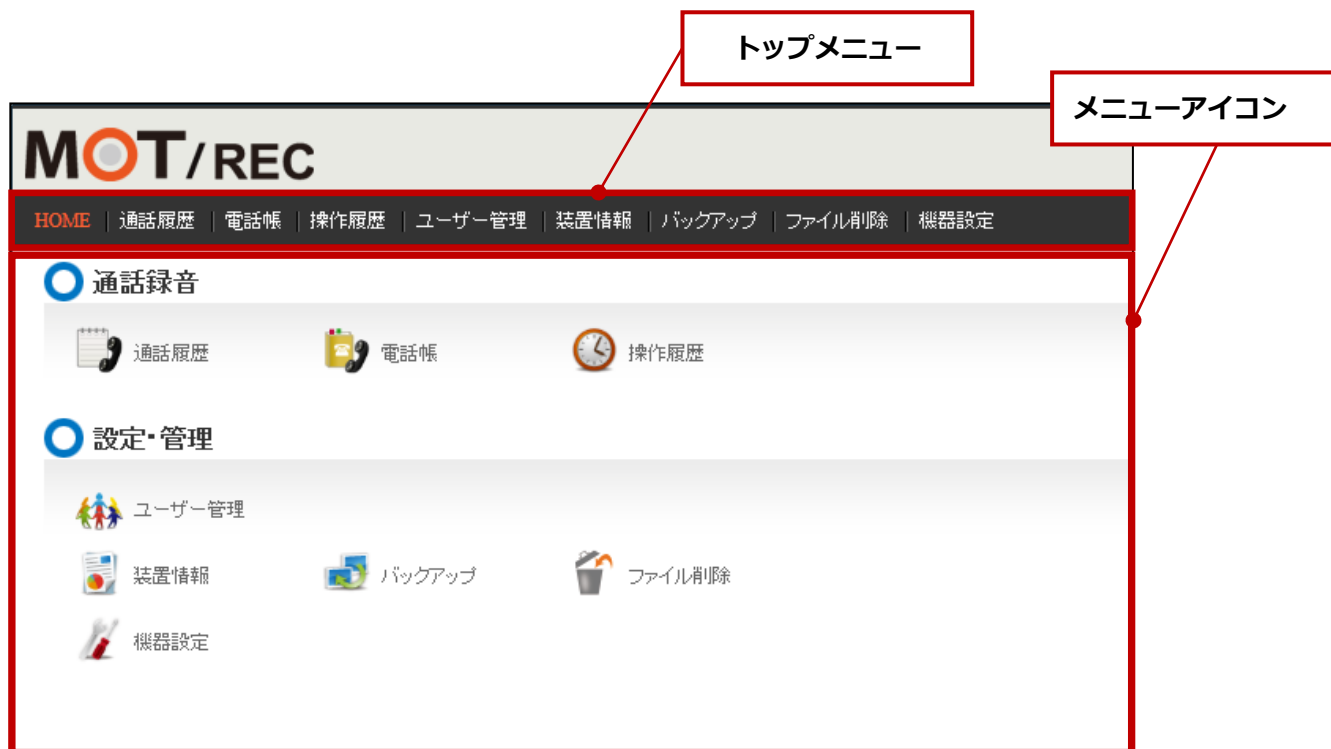 トップメニュー
メニューアイコン
MOT/REC
HOME | 通話履歴 | 電話帳 | 操作履歴 | ユーザー管理 | 装置情報 | バックアップ | ファイル削除 | 機器設定
通話録音
通話履歴 電話帳 操作履歴
設定・管理
ユーザー管理
装置情報 バックアップ ファイル削除
機器設定